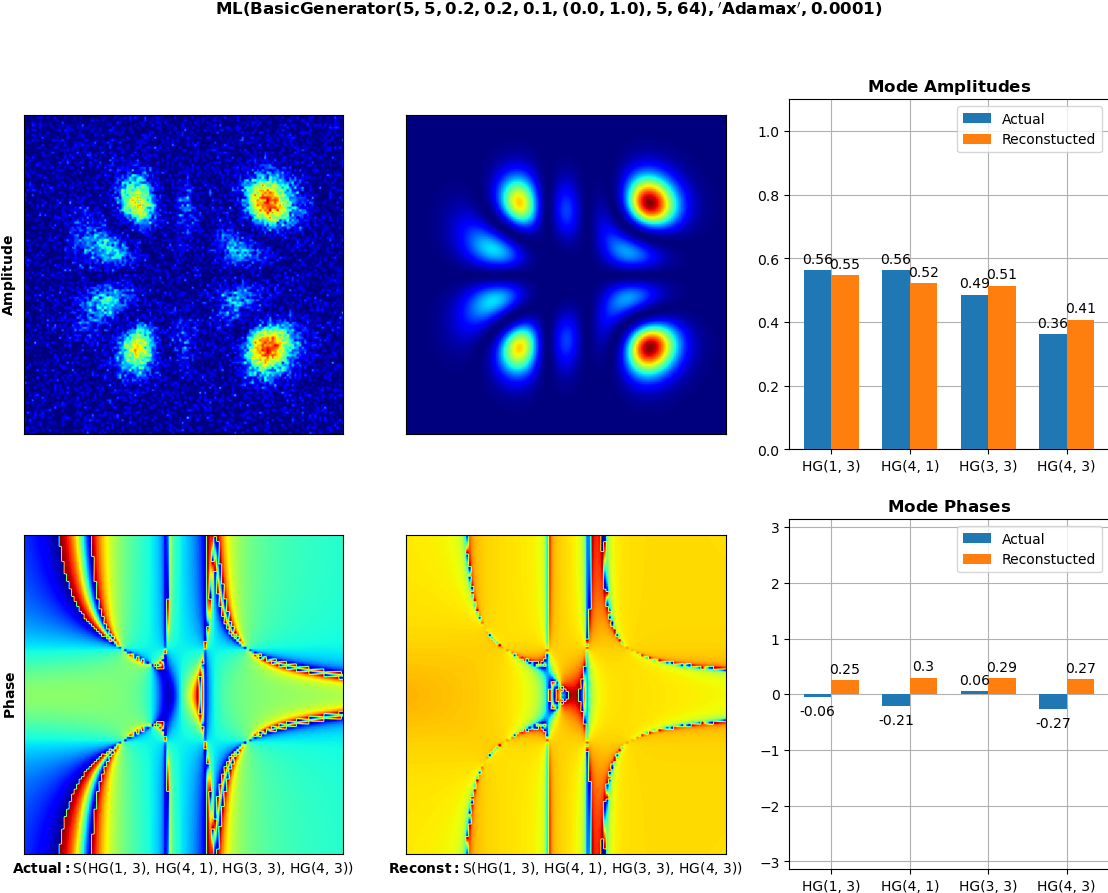 ML(BasicGenerator(5, 5, 0.2, 0.2, 0.1, (0.0, 1.0), 5, 64), 'Adamax', 0.0001)
Amplitude
Mode Amplitudes
Actual
Reconstucted
1.0
0.8
0.6
0.4
0.2
0.0
0.56
0.55
0.56
0.52
0.49
0.51
0.36
0.41
HG(1, 3)
HG(4, 1)
HG(3, 3)
HG(4, 3)
Phase
Actual: S(HG(1, 3), HG(4, 1), HG(3, 3), HG(4, 3))
Reconst: S(HG(1, 3), HG(4, 1), HG(3, 3), HG(4, 3))
Mode Phases
Actual
Reconstucted
3
2
1
0
−1
−2
−3
-0.06
0.25
-0.21
0.3
0.06
0.29
-0.27
0.27
HG(1, 3)
HG(4, 1)
HG(3, 3)
HG(4, 3)